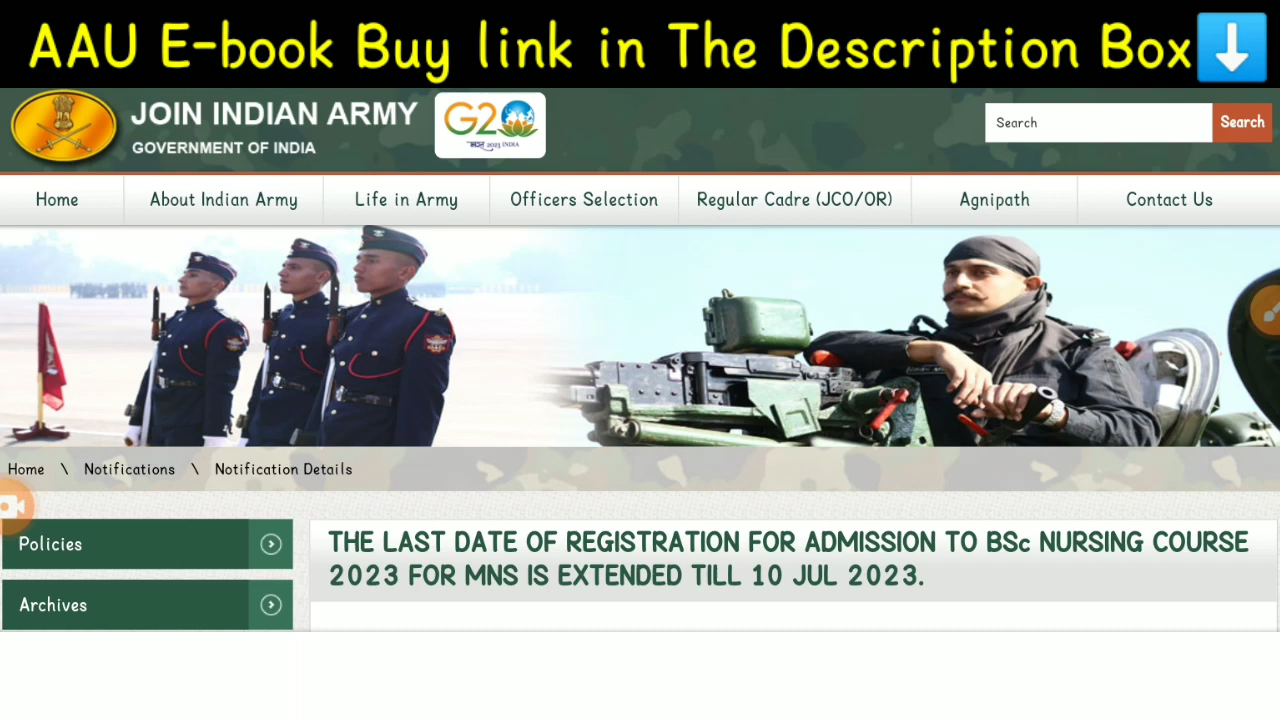 AAU E-book Buy link in The Description Box
JOIN INDIAN ARMY
GOVERNMENT OF INDIA
G20
2023 INDIA
Search
Search
Home
About Indian Army
Life in Army
Officers Selection
Regular Cadre (JCO/OR)
Agnipath
Contact Us
Home \ Notifications \ Notification Details
Policies
Archives
THE LAST DATE OF REGISTRATION FOR ADMISSION TO BSc NURSING COURSE
2023 FOR MNS IS EXTENDED TILL 10 JUL 2023.